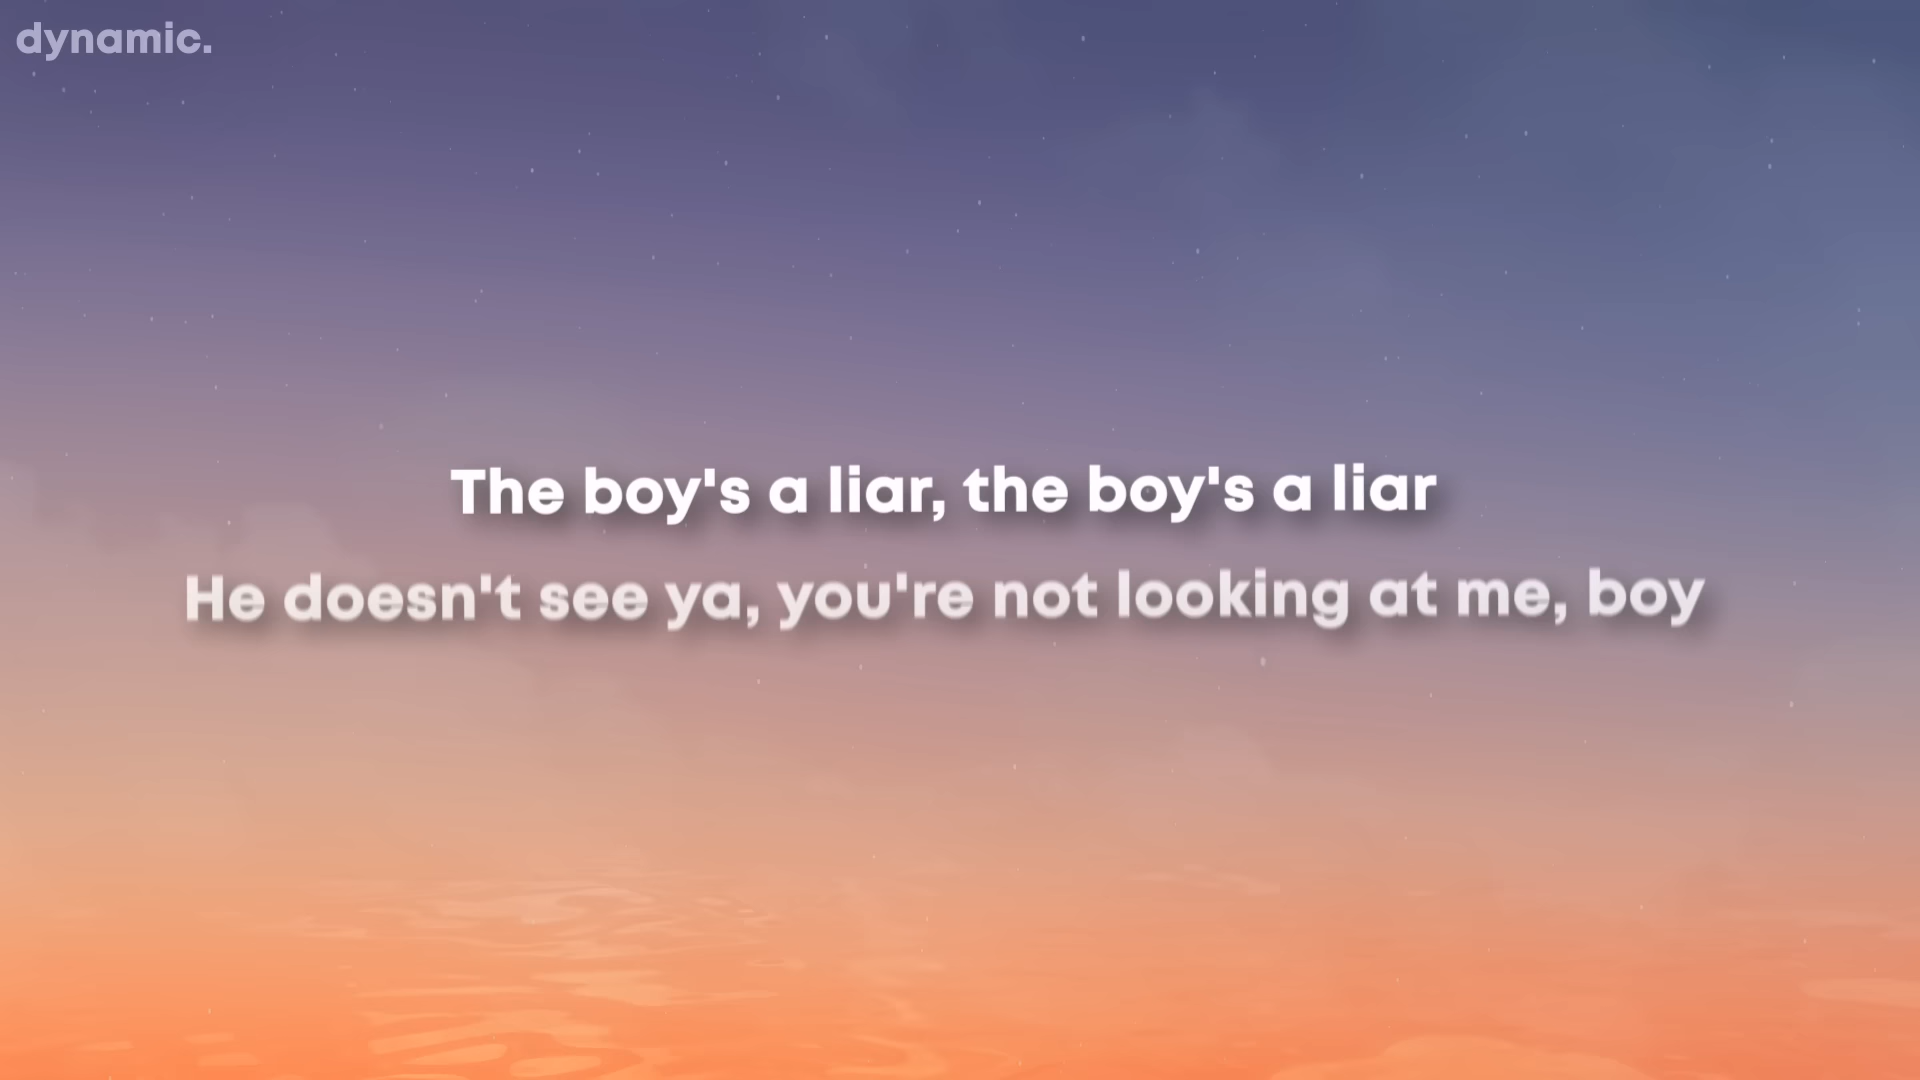 dynamic.
The boy's a liar, the boy's a liar
He doesn't see ya, you're not looking at me, boy